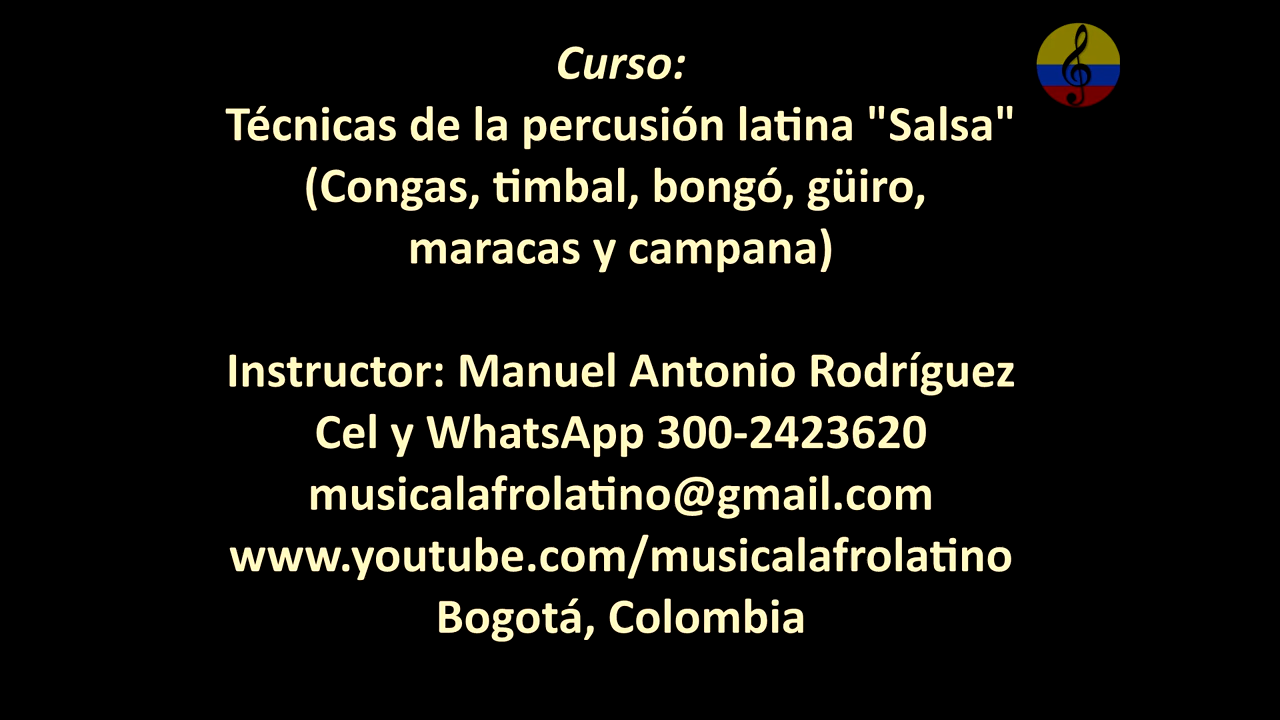 Curso:
Técnicas de la percusión latina "Salsa"
(Congas, timbal, bongó, güiro,
maracas y campana)
Instructor: Manuel Antonio Rodríguez
Cel y WhatsApp 300-2423620
musicalafrolatino@gmail.com
www.youtube.com/musicalafrolatino
Bogotá, Colombia